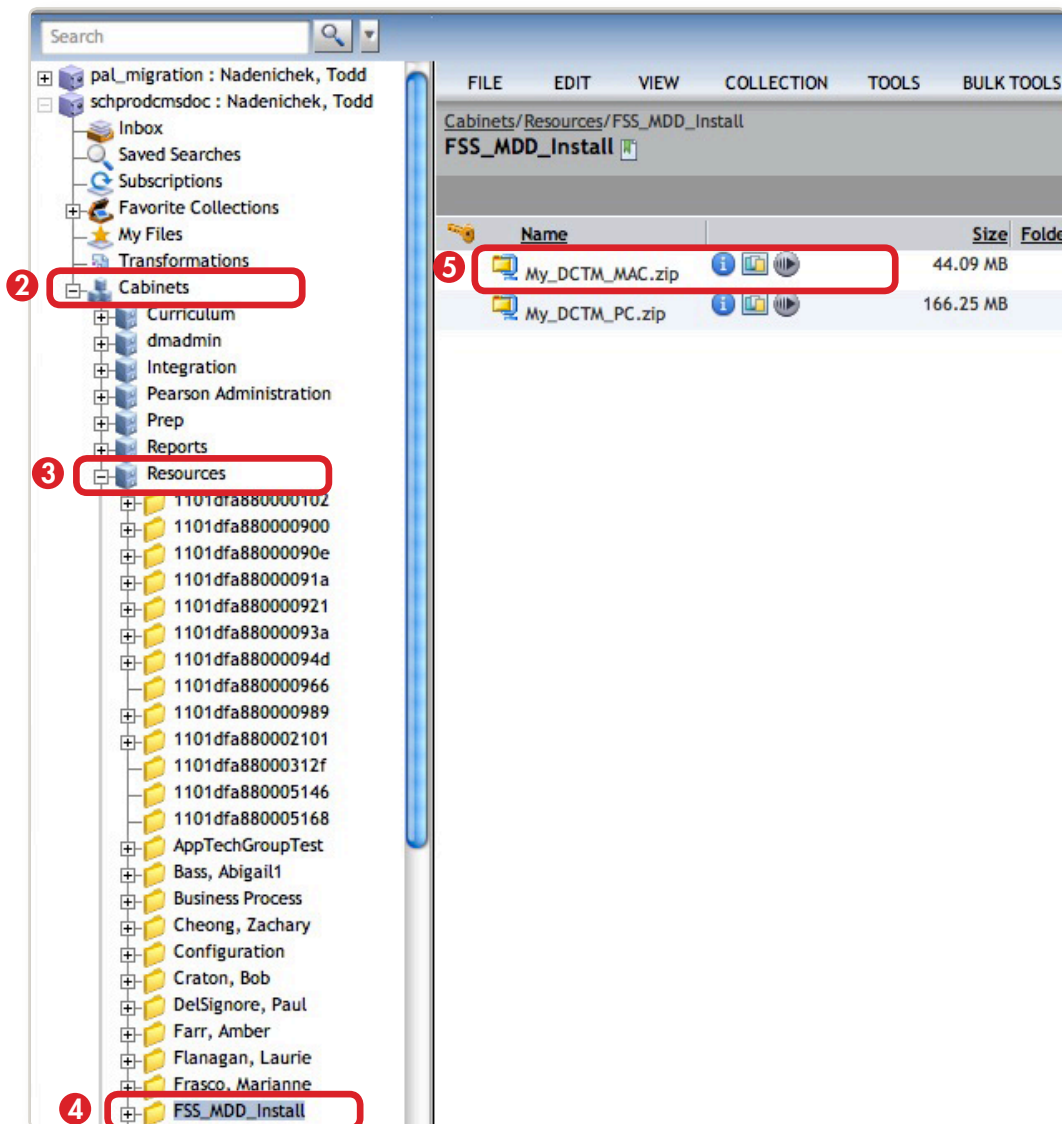 Search
pal_migration : Nadenichek, Todd
schprodcmsdoc : Nadenichek, Todd
Inbox
Saved Searches
Subscriptions
Favorite Collections
My Files
Transformations
2 Cabinets
Curriculum
dmadmin
Integration
Pearson Administration
Prep
Reports
3 Resources
1101dfa880000102
1101dfa880000900
1101dfa88000090e
1101dfa88000091a
1101dfa880000921
1101dfa88000093a
1101dfa88000094d
1101dfa880000966
1101dfa880000989
1101dfa880002101
1101dfa88000312f
1101dfa880005146
1101dfa880005168
AppTechGroupTest
Bass, Abigail1
Business Process
Cheong, Zachary
Configuration
Craton, Bob
DelSignore, Paul
Farr, Amber
Flanagan, Laurie
Frasco, Marianne
4 FSS_MDD_Install
FILE EDIT VIEW COLLECTION TOOLS BULK TOOLS
Cabinets/Resources/FSS_MDD_Install
FSS_MDD_Install
Name Size Folde
5 My_DCTM_MAC.zip 44.09 MB
My_DCTM_PC.zip 166.25 MB